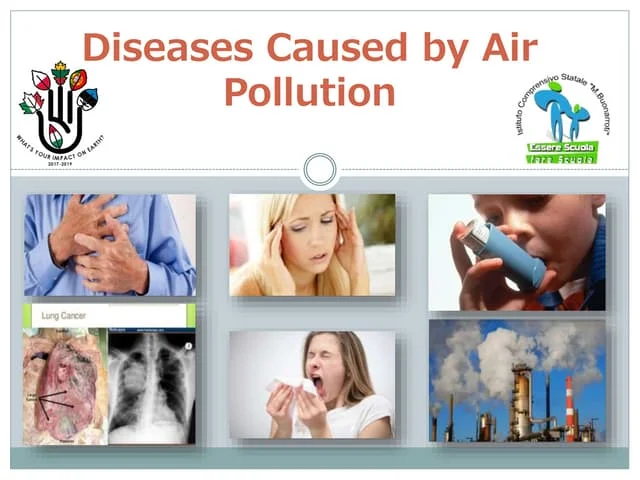 Diseases Caused by Air
Pollution
WHAT'S YOUR IMPACT ON EARTH?
2017-2019
Istituto Comprensivo Statale "M.Buonarroti"
Essere Scuola
fare Scuola
Lung Cancer